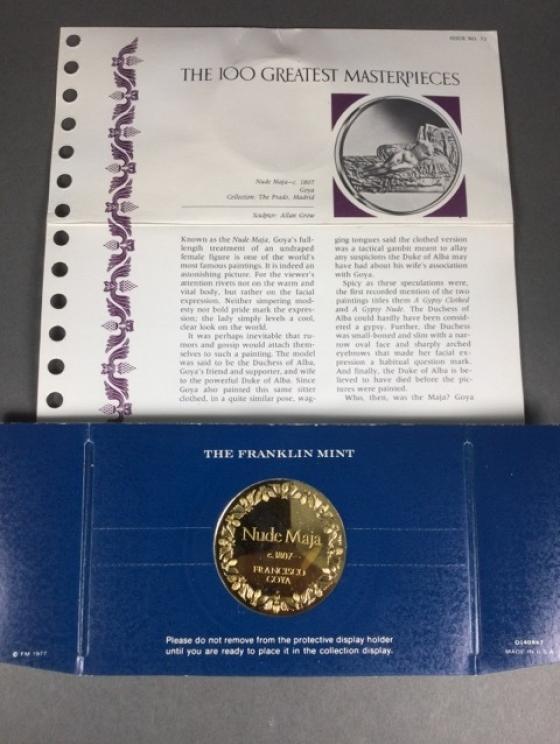 ISSUE NO. 72
THE 100 GREATEST MASTERPIECES
Nude Maja—c. 1807
Goya
Collection: The Prado, Madrid
Sculptor: Allan Grow
Known as the Nude Maja, Goya's full-
length treatment of an undraped
female figure is one of the world's
most famous paintings. It is indeed an
astonishing picture. For the viewer's
attention rivets not on the warm and
vital body, but rather on the facial
expression. Neither simpering mod-
esty nor bold pride mark the expres-
sion; the lady simply levels a cool,
clear look on the world.
It was perhaps inevitable that ru-
mors and gossip would attach them-
selves to such a painting. The model
was said to be the Duchess of Alba,
Goya's friend and supporter, and wife
to the powerful Duke of Alba. Since
Goya also painted this same sitter
clothed, in a quite similar pose, wag-
ging tongues said the clothed version
was a tactical gambit meant to allay
any suspicions the Duke of Alba may
have had about his wife's association
with Goya.
Spicy as these speculations were,
the first recorded mention of the two
paintings titles them A Gypsy Clothed
and A Gypsy Nude. The Duchess of
Alba could hardly have been consid-
ered a gypsy. Further, the Duchess
was small-boned and slim with a nar-
row oval face and sharply arched
eyebrows that made her facial ex-
pression a habitual question mark.
And finally, the Duke of Alba is be-
lieved to have died before the pic-
tures were painted.
Who, then, was the Maja? Goya
THE FRANKLIN MINT
Nude Maja
c. 1807
FRANCISCO
GOYA
Please do not remove from the protective display holder
until you are ready to place it in the collection display.
© FM 1977
MADE IN U.S.A.